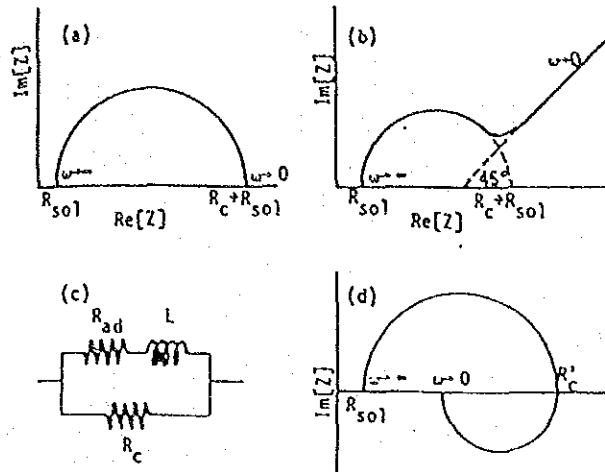 (a)
Im[Z]
ω→∞
ω→0
R_sol
R_c+R_sol
Re[Z]
(b)
Im[Z]
ω→0
ω→∞
45°
R_sol
R_c+R_sol
Re[Z]
(c)
R_ad
L
R_c
(d)
Im[Z]
ω→0
R'_c
R_sol